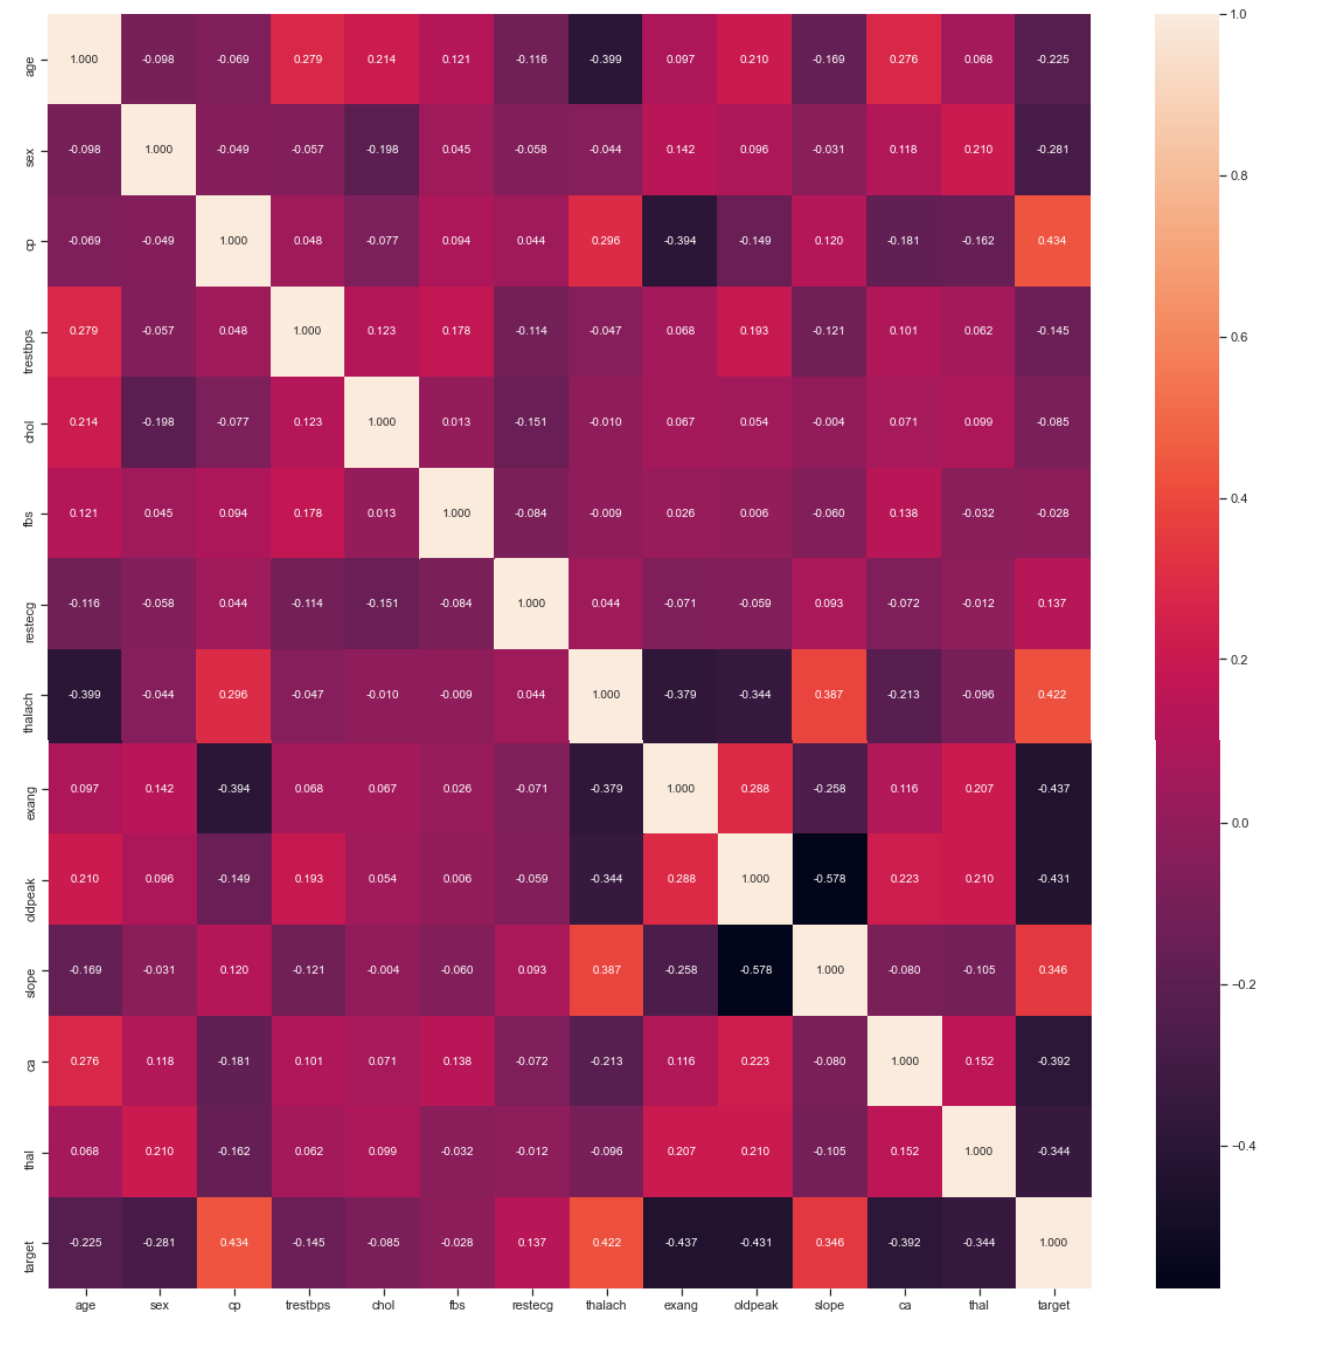 age 1.000 -0.098 -0.069 0.279 0.214 0.121 -0.116 -0.399 0.097 0.210 -0.169 0.276 0.068 -0.225
sex -0.098 1.000 -0.049 -0.057 -0.198 0.045 -0.058 -0.044 0.142 0.096 -0.031 0.118 0.210 -0.281
cp -0.069 -0.049 1.000 0.048 -0.077 0.094 0.044 0.296 -0.394 -0.149 0.120 -0.181 -0.162 0.434
trestbps 0.279 -0.057 0.048 1.000 0.123 0.178 -0.114 -0.047 0.068 0.193 -0.121 0.101 0.062 -0.145
chol 0.214 -0.198 -0.077 0.123 1.000 0.013 -0.151 -0.010 0.067 0.054 -0.004 0.071 0.099 -0.085
fbs 0.121 0.045 0.094 0.178 0.013 1.000 -0.084 -0.009 0.026 0.006 -0.060 0.138 -0.032 -0.028
restecg -0.116 -0.058 0.044 -0.114 -0.151 -0.084 1.000 0.044 -0.071 -0.059 0.093 -0.072 -0.012 0.137
thalach -0.399 -0.044 0.296 -0.047 -0.010 -0.009 0.044 1.000 -0.379 -0.344 0.387 -0.213 -0.096 0.422
exang 0.097 0.142 -0.394 0.068 0.067 0.026 -0.071 -0.379 1.000 0.288 -0.258 0.116 0.207 -0.437
oldpeak 0.210 0.096 -0.149 0.193 0.054 0.006 -0.059 -0.344 0.288 1.000 -0.578 0.223 0.210 -0.431
slope -0.169 -0.031 0.120 -0.121 -0.004 -0.060 0.093 0.387 -0.258 -0.578 1.000 -0.080 -0.105 0.346
ca 0.276 0.118 -0.181 0.101 0.071 0.138 -0.072 -0.213 0.116 0.223 -0.080 1.000 0.152 -0.392
thal 0.068 0.210 -0.162 0.062 0.099 -0.032 -0.012 -0.096 0.207 0.210 -0.105 0.152 1.000 -0.344
target -0.225 -0.281 0.434 -0.145 -0.085 -0.028 0.137 0.422 -0.437 -0.431 0.346 -0.392 -0.344 1.000
age sex cp trestbps chol fbs restecg thalach exang oldpeak slope ca thal target
1.0
0.8
0.6
0.4
0.2
0.0
-0.2
-0.4